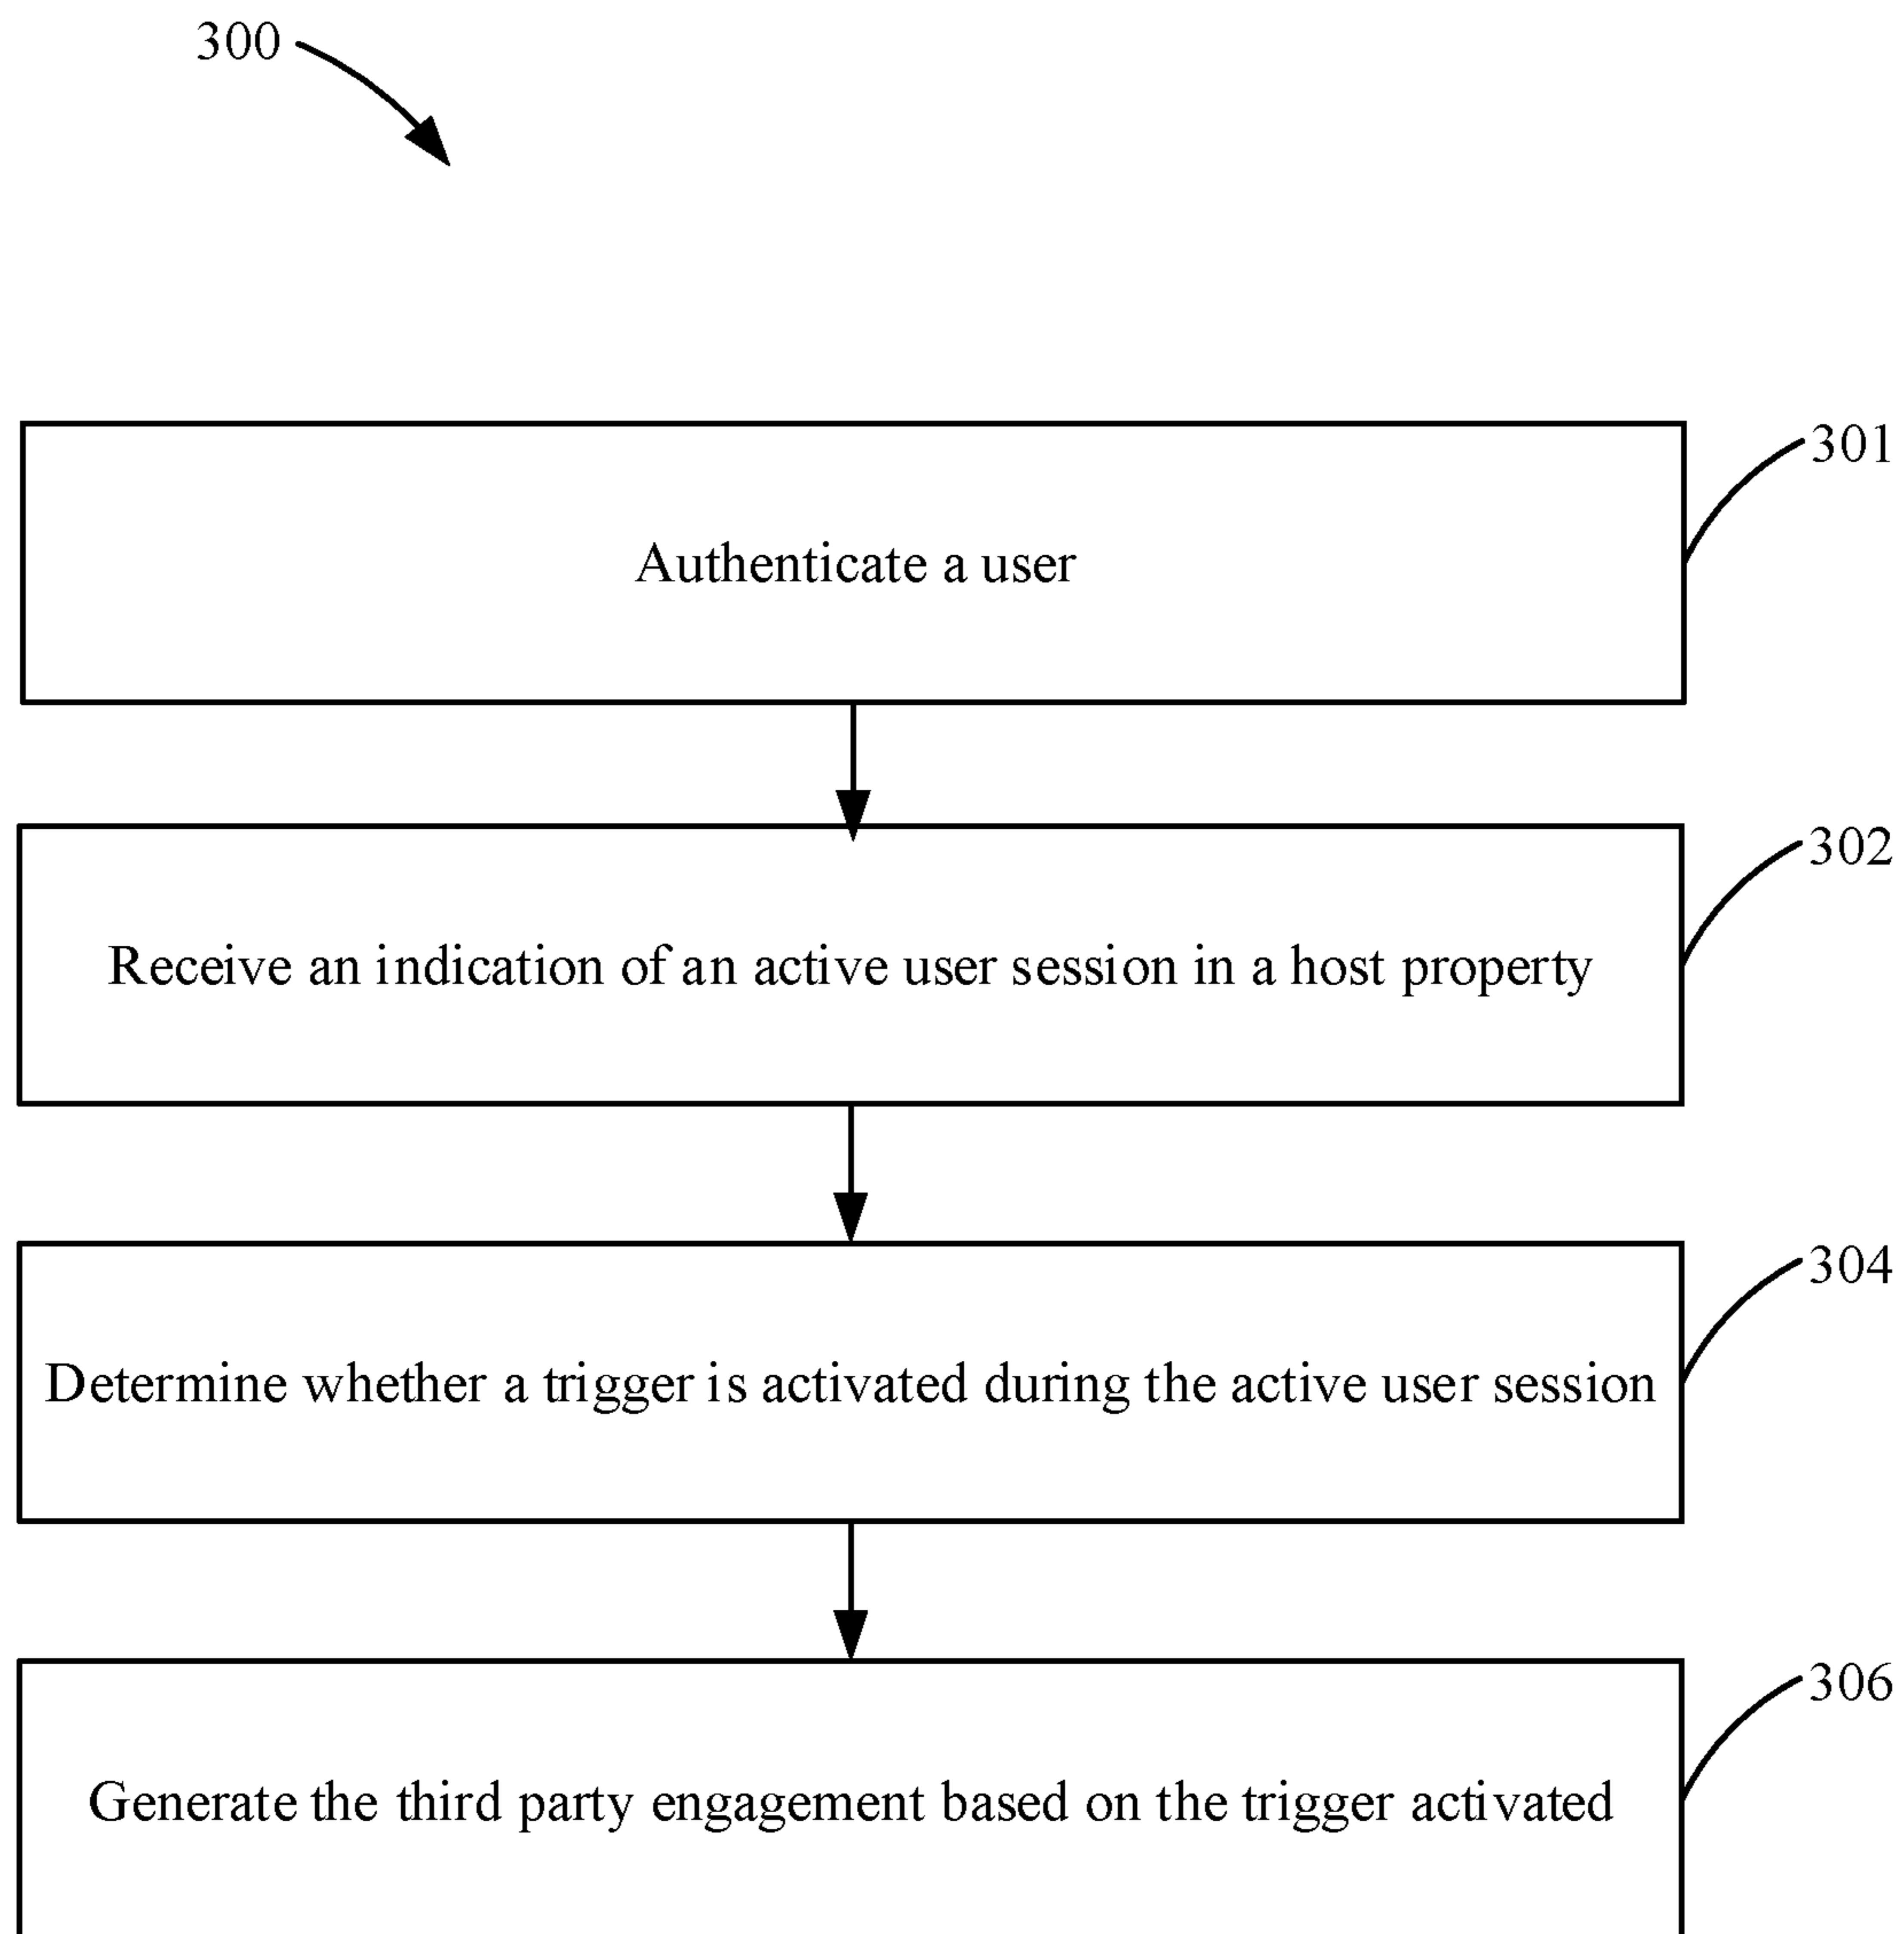 300
301
Authenticate a user
302
Receive an indication of an active user session in a host property
304
Determine whether a trigger is activated during the active user session
306
Generate the third party engagement based on the trigger activated